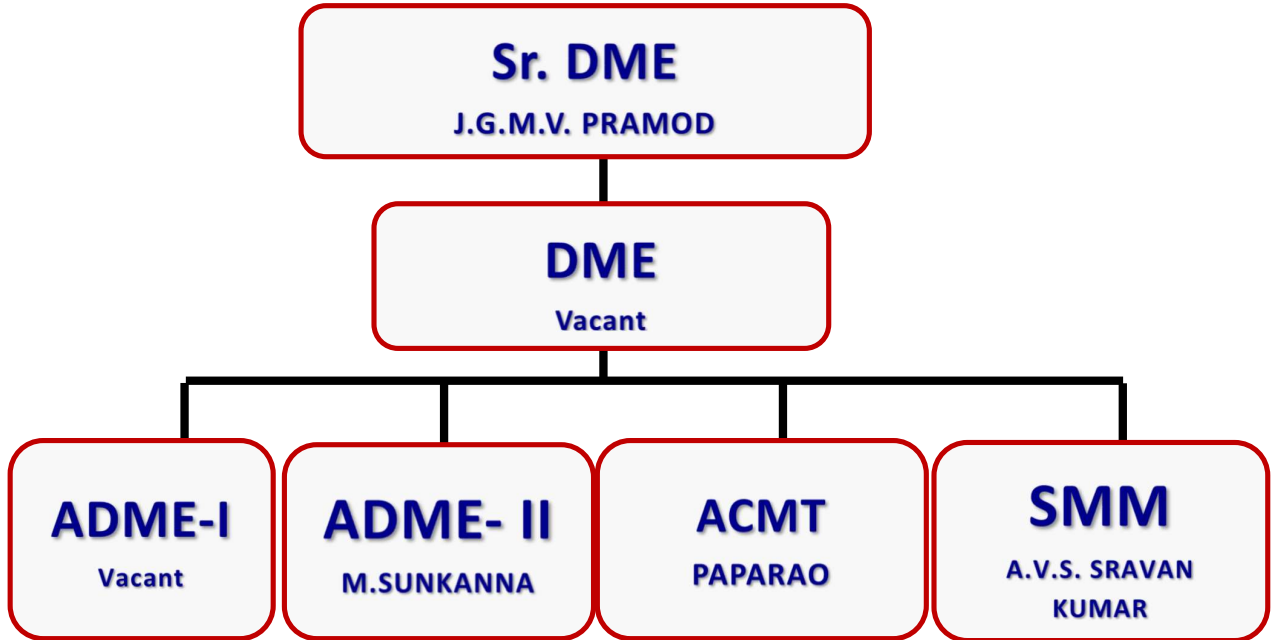 Sr. DME
J.G.M.V. PRAMOD
DME
Vacant
ADME-I
Vacant
ADME- II
M.SUNKANNA
ACMT
PAPARAO
SMM
A.V.S. SRAVAN
KUMAR